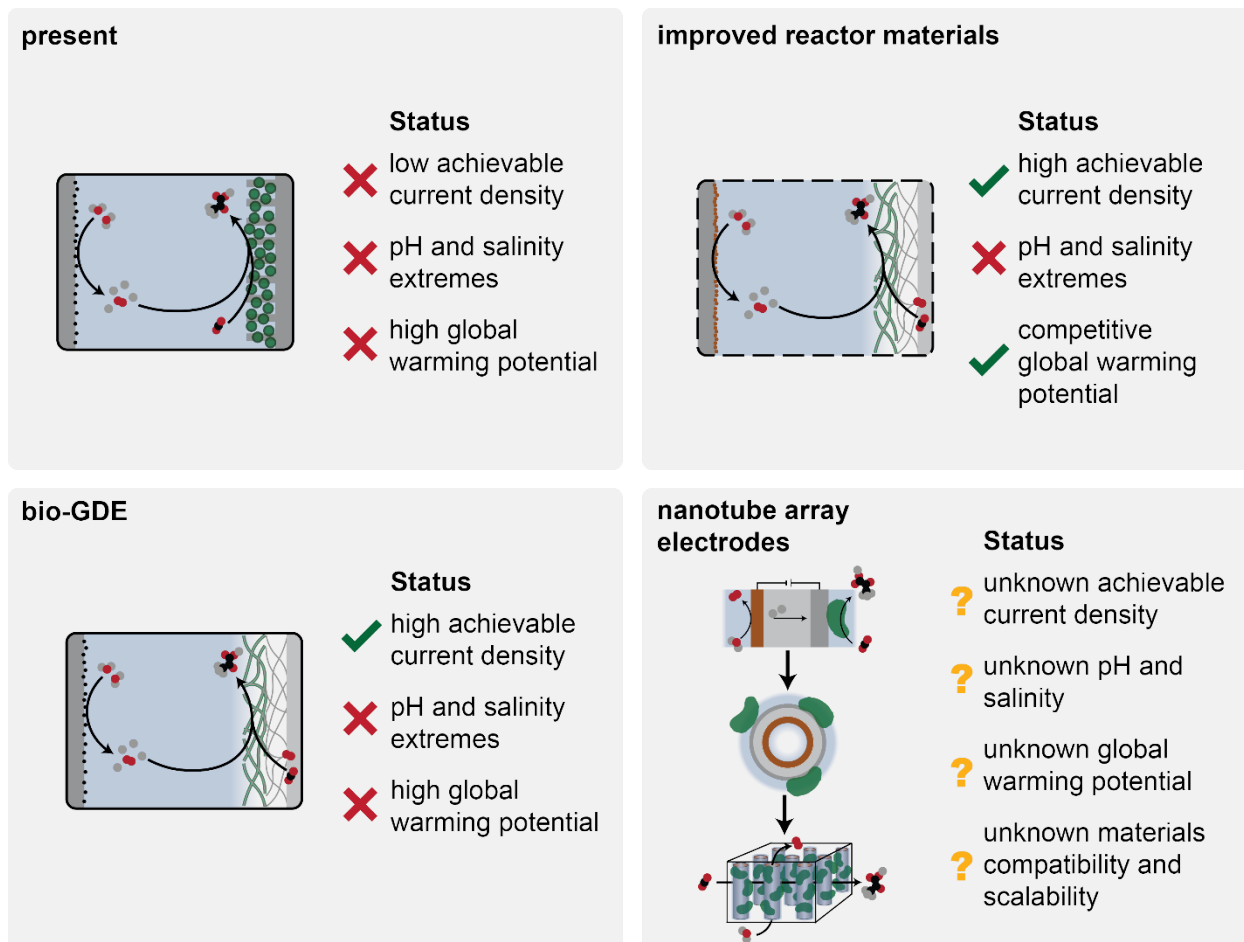 present
Status
low achievable
current density
pH and salinity
extremes
high global
warming potential
improved reactor materials
Status
high achievable
current density
pH and salinity
extremes
competitive
global warming
potential
bio-GDE
Status
high achievable
current density
pH and salinity
extremes
high global
warming potential
nanotube array
electrodes
Status
? unknown achievable
current density
? unknown pH and
salinity
? unknown global
warming potential
? unknown materials
compatibility and
scalability